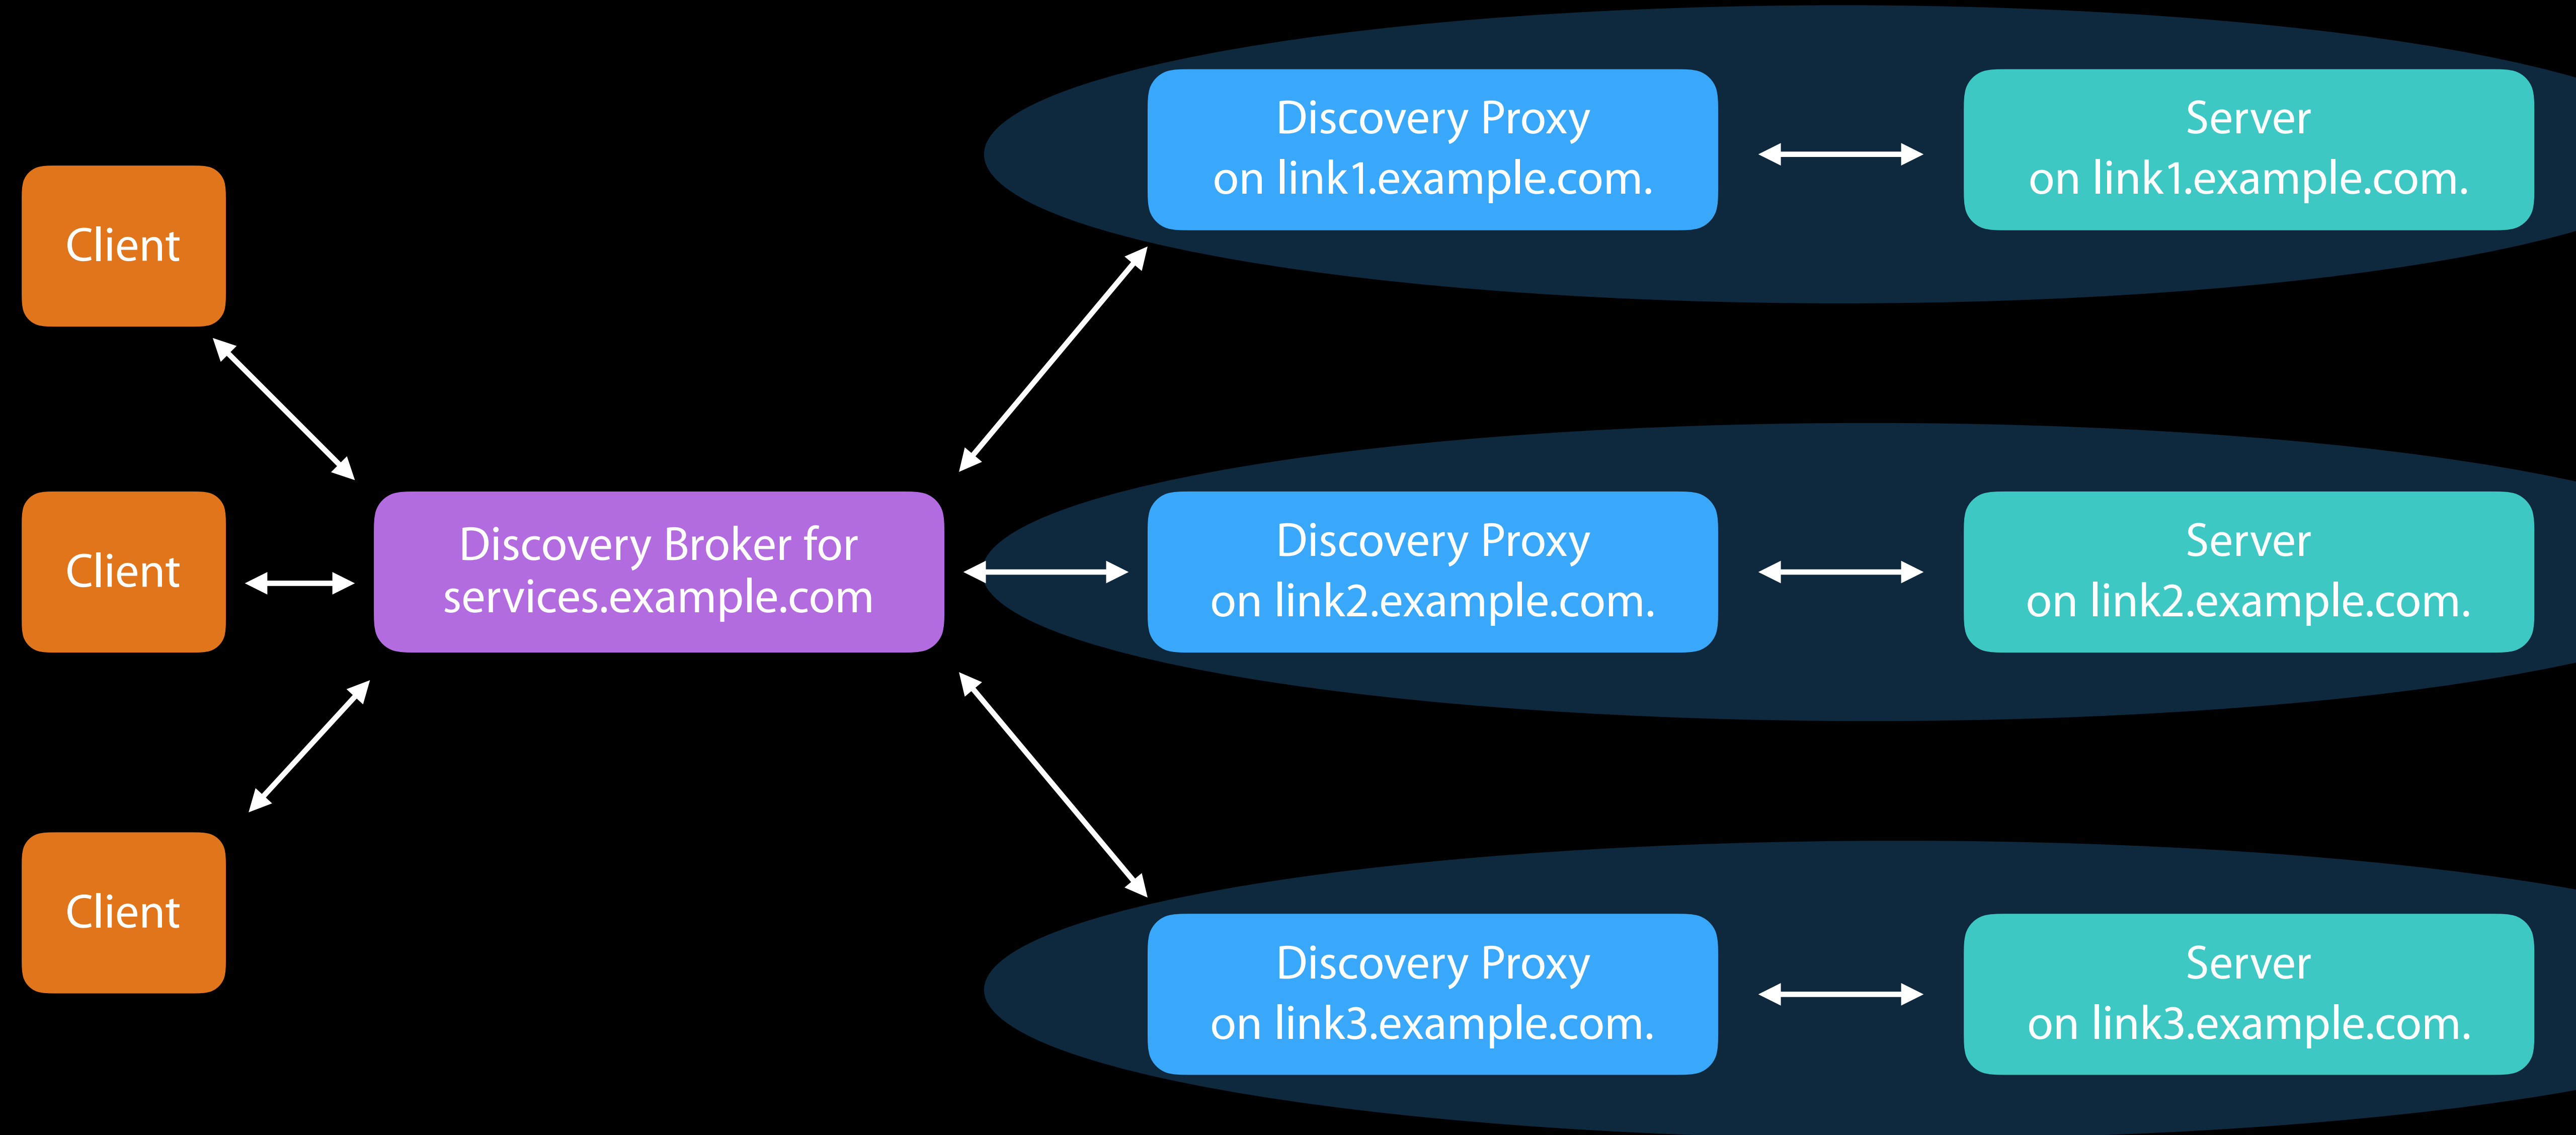 Client
Client
Client
Discovery Broker for
services.example.com
Discovery Proxy
on link1.example.com.
Server
on link1.example.com.
Discovery Proxy
on link2.example.com.
Server
on link2.example.com.
Discovery Proxy
on link3.example.com.
Server
on link3.example.com.